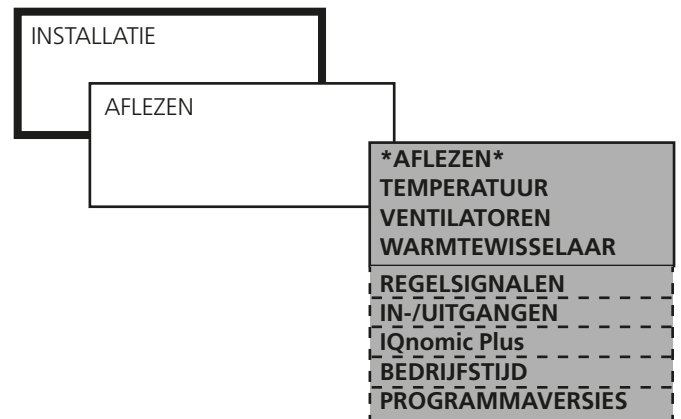 INSTALLATIE
AFLEZEN
*AFLEZEN*
TEMPERATUUR
VENTILATOREN
WARMTEWISSELAAR
REGELSIGNALEN
IN-/UITGANGEN
IQnomic Plus
BEDRIJFSTIJD
PROGRAMMAVERSIES